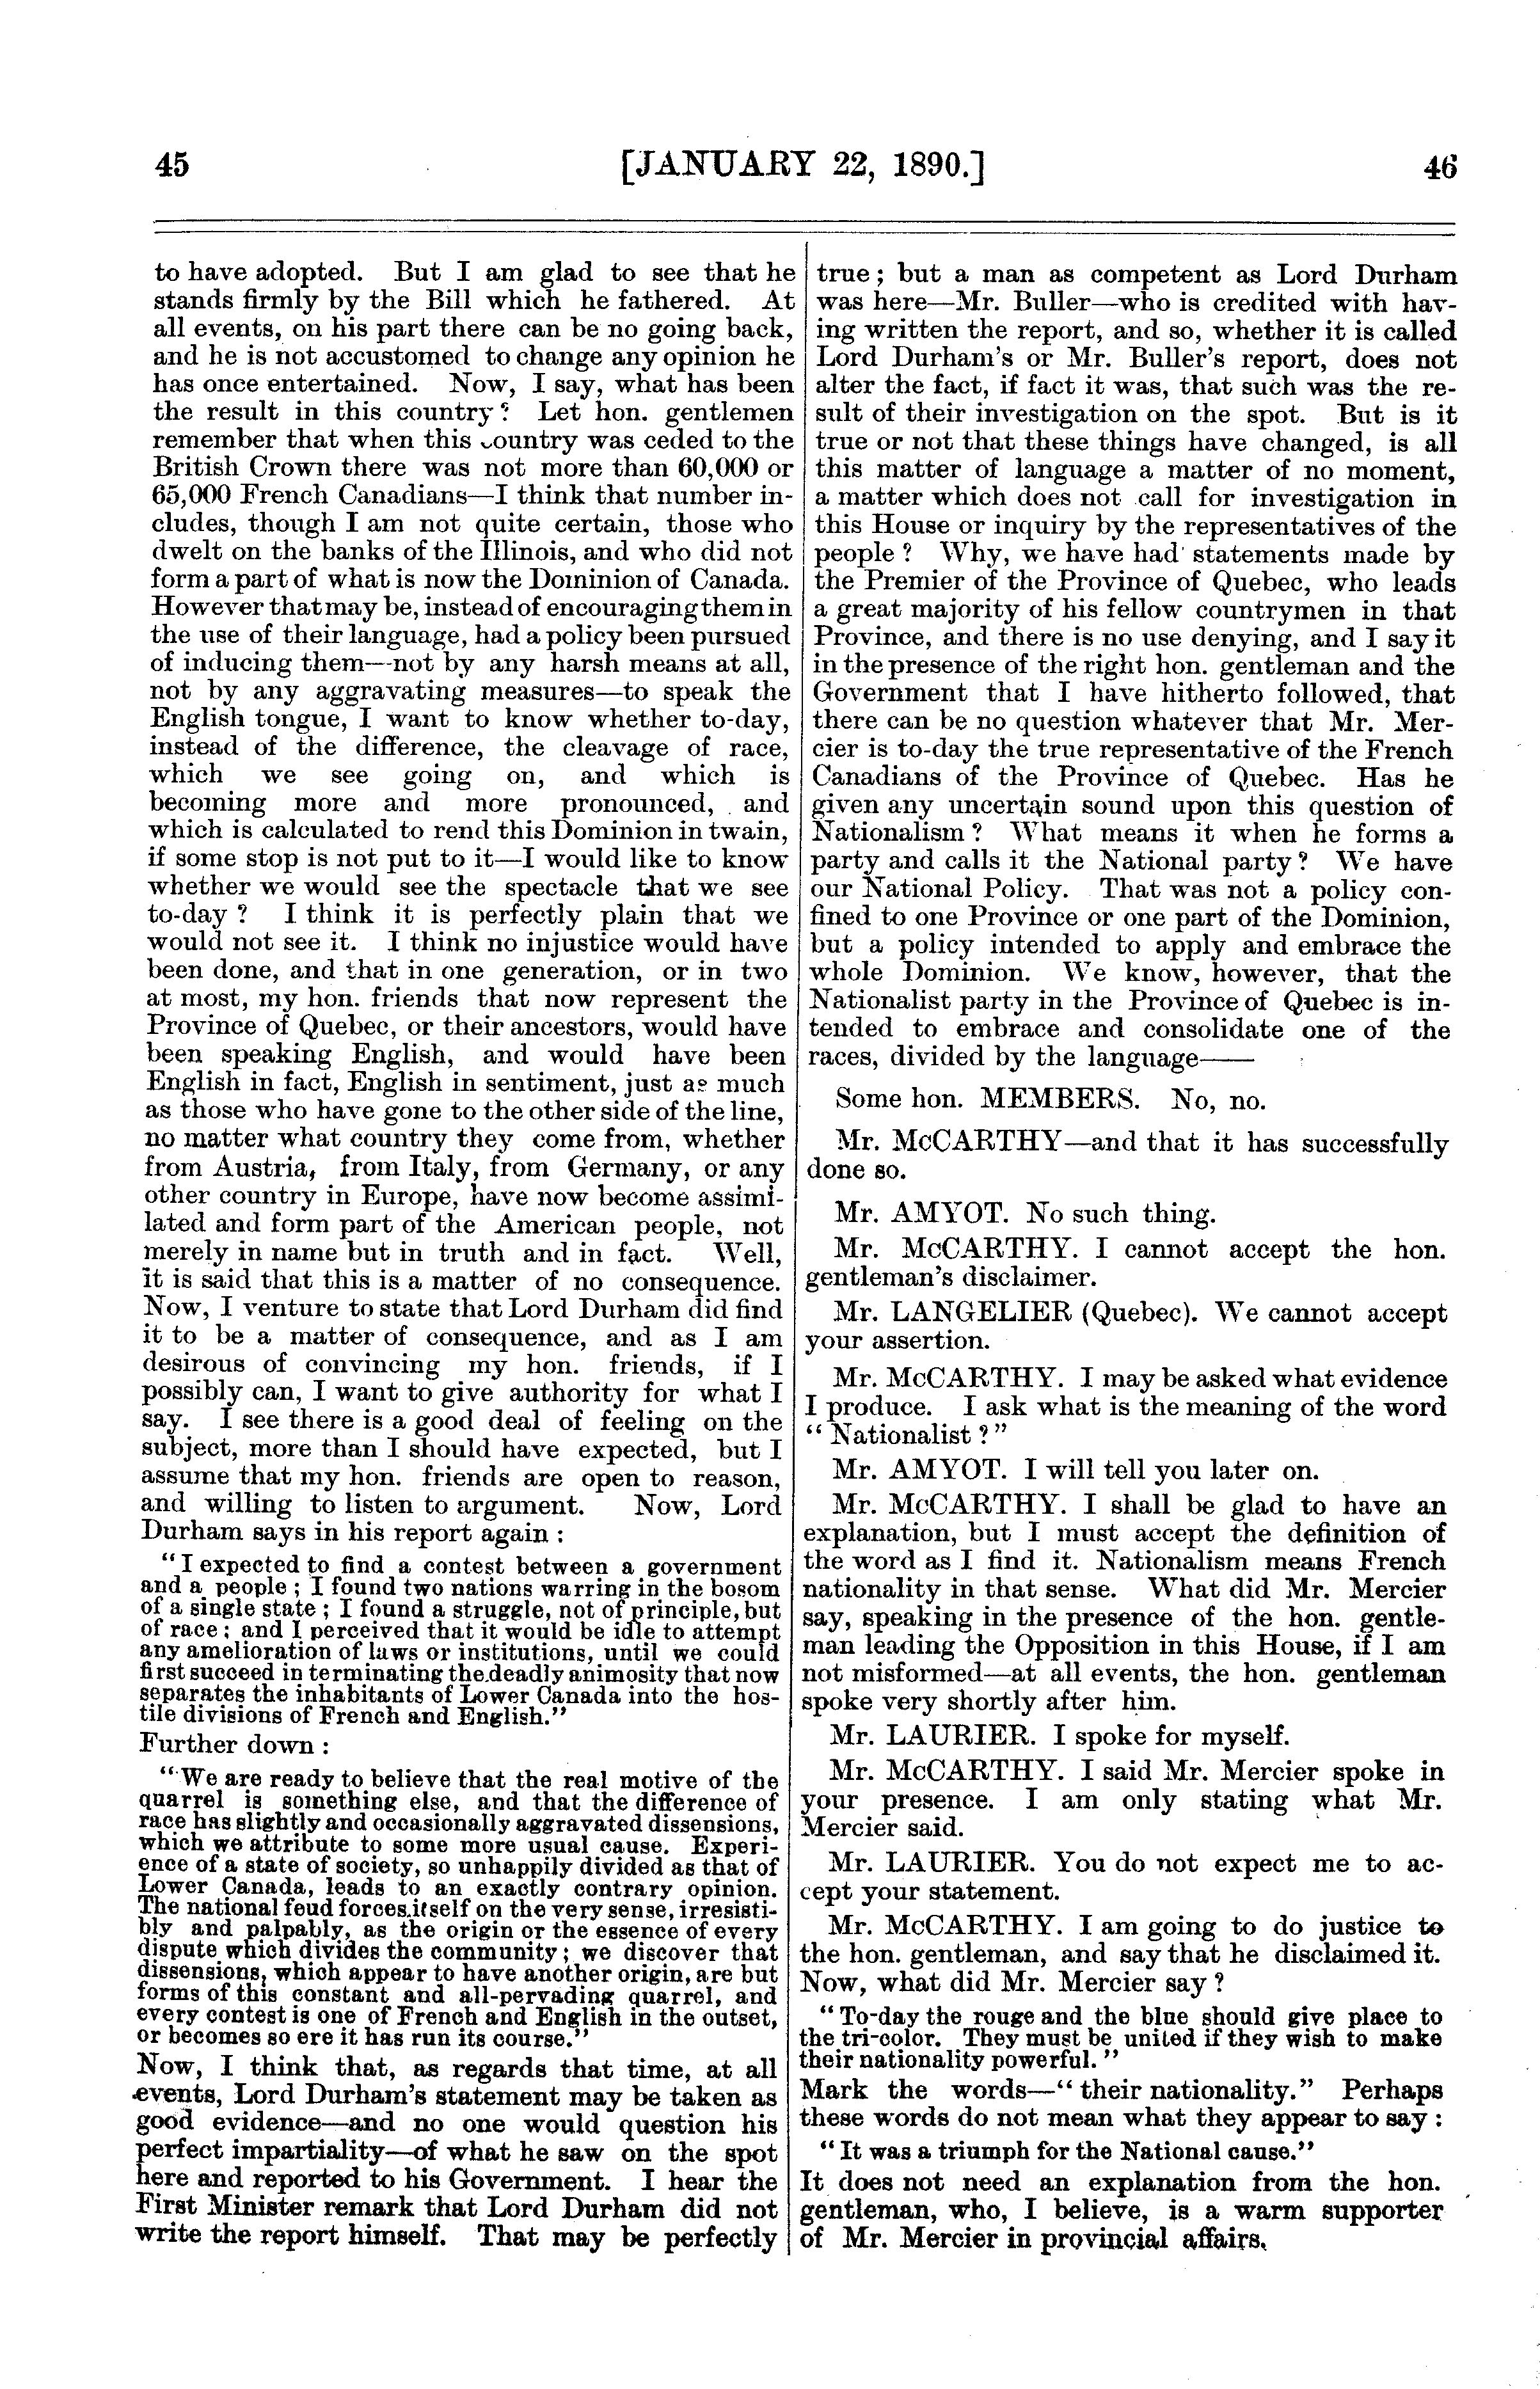 45
[JANUARY 22, 1890.]
46
to have adopted. But I am glad to see that he
stands firmly by the Bill which he fathered. At
all events, on his part there can be no going back,
and he is not accustomed to change any opinion he
has once entertained. Now, I say, what has been
the result in this country? Let hon. gentlemen
remember that when this country was ceded to the
British Crown there was not more than 60,000 or
65,000 French Canadians—I think that number in-
cludes, though I am not quite certain, those who
dwelt on the banks of the Illinois, and who did not
form a part of what is now the Dominion of Canada.
However that may be, instead of encouraging them in
the use of their language, had a policy been pursued
of inducing them—not by any harsh means at all,
not by any aggravating measures—to speak the
English tongue, I want to know whether to-day,
instead of the difference, the cleavage of race,
which we see going on, and which is
becoming more and more pronounced, and
which is calculated to rend this Dominion in twain,
if some stop is not put to it—I would like to know
whether we would see the spectacle that we see
to-day? I think it is perfectly plain that we
would not see it. I think no injustice would have
been done, and that in one generation, or in two
at most, my hon. friends that now represent the
Province of Quebec, or their ancestors, would have
been speaking English, and would have been
English in fact, English in sentiment, just as much
as those who have gone to the other side of the line,
no matter what country they come from, whether
from Austria, from Italy, from Germany, or any
other country in Europe, have now become assimi-
lated and form part of the American people, not
merely in name but in truth and in fact. Well,
it is said that this is a matter of no consequence.
Now, I venture to state that Lord Durham did find
it to be a matter of consequence, and as I am
desirous of convincing my hon. friends, if I
possibly can, I want to give authority for what I
say. I see there is a good deal of feeling on the
subject, more than I should have expected, but I
assume that my hon. friends are open to reason,
and willing to listen to argument. Now, Lord
Durham says in his report again:
"I expected to find a contest between a government
and a people; I found two nations warring in the bosom
of a single state; I found a struggle, not of principle, but
of race; and I perceived that it would be idle to attempt
any amelioration of laws or institutions, until we could
first succeed in terminating the deadly animosity that now
separates the inhabitants of Lower Canada into the hos-
tile divisions of French and English."
Further down:
"We are ready to believe that the real motive of the
quarrel is something else, and that the difference of
race has slightly and occasionally aggravated dissensions,
which we attribute to some more usual cause. Experi-
ence of a state of society, so unhappily divided as that of
Lower Canada, leads to an exactly contrary opinion.
The national feud forces itself on the very sense, irresisti-
bly and palpably, as the origin or the essence of every
dispute which divides the community; we discover that
dissensions, which appear to have another origin, are but
forms of this constant and all-pervading quarrel, and
every contest is one of French and English in the outset,
or becomes so ere it has run its course."
Now, I think that, as regards that time, at all
events, Lord Durham's statement may be taken as
good evidence—and no one would question his
perfect impartiality—of what he saw on the spot
here and reported to his Government. I hear the
First Minister remark that Lord Durham did not
write the report himself. That may be perfectly
true; but a man as competent as Lord Durham
was here—Mr. Buller—who is credited with hav-
ing written the report, and so, whether it is called
Lord Durham's or Mr. Buller's report, does not
alter the fact, if fact it was, that such was the re-
sult of their investigation on the spot. But is it
true or not that these things have changed, is all
this matter of language a matter of no moment,
a matter which does not call for investigation in
this House or inquiry by the representatives of the
people? Why, we have had statements made by
the Premier of the Province of Quebec, who leads
a great majority of his fellow countrymen in that
Province, and there is no use denying, and I say it
in the presence of the right hon. gentleman and the
Government that I have hitherto followed, that
there can be no question whatever that Mr. Mer-
cier is to-day the true representative of the French
Canadians of the Province of Quebec. Has he
given any uncertain sound upon this question of
Nationalism? What means it when he forms a
party and calls it the National party? We have
our National Policy. That was not a policy con-
fined to one Province or one part of the Dominion,
but a policy intended to apply and embrace the
whole Dominion. We know, however, that the
Nationalist party in the Province of Quebec is in-
tended to embrace and consolidate one of the
races, divided by the language——
Some hon. MEMBERS. No, no.
Mr. McCARTHY—and that it has successfully
done so.
Mr. AMYOT. No such thing.
Mr. McCARTHY. I cannot accept the hon.
gentleman's disclaimer.
Mr. LANGELIER (Quebec). We cannot accept
your assertion.
Mr. McCARTHY. I may be asked what evidence
I produce. I ask what is the meaning of the word
"Nationalist?"
Mr. AMYOT. I will tell you later on.
Mr. McCARTHY. I shall be glad to have an
explanation, but I must accept the definition of
the word as I find it. Nationalism means French
nationality in that sense. What did Mr. Mercier
say, speaking in the presence of the hon. gentle-
man leading the Opposition in this House, if I am
not misformed—at all events, the hon. gentleman
spoke very shortly after him.
Mr. LAURIER. I spoke for myself.
Mr. McCARTHY. I said Mr. Mercier spoke in
your presence. I am only stating what Mr.
Mercier said.
Mr. LAURIER. You do not expect me to ac-
cept your statement.
Mr. McCARTHY. I am going to do justice to
the hon. gentleman, and say that he disclaimed it.
Now, what did Mr. Mercier say?
"To-day the rouge and the blue should give place to
the tri-color. They must be united if they wish to make
their nationality powerful."
Mark the words—"their nationality." Perhaps
these words do not mean what they appear to say:
"It was a triumph for the National cause."
It does not need an explanation from the hon.
gentleman, who, I believe, is a warm supporter
of Mr. Mercier in provincial affairs.